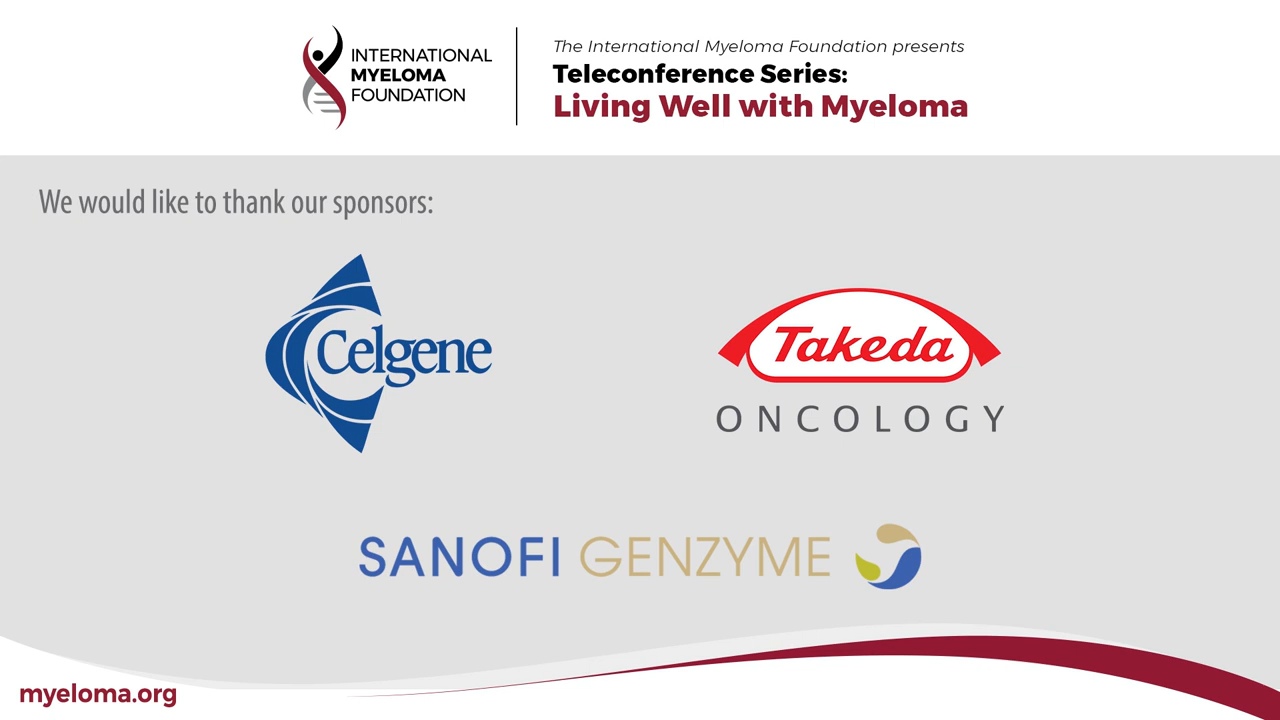 INTERNATIONAL
MYELOMA
FOUNDATION
The International Myeloma Foundation presents
Teleconference Series:
Living Well with Myeloma
We would like to thank our sponsors:
Celgene
Takeda
ONCOLOGY
SANOFI GENZYME
myeloma.org